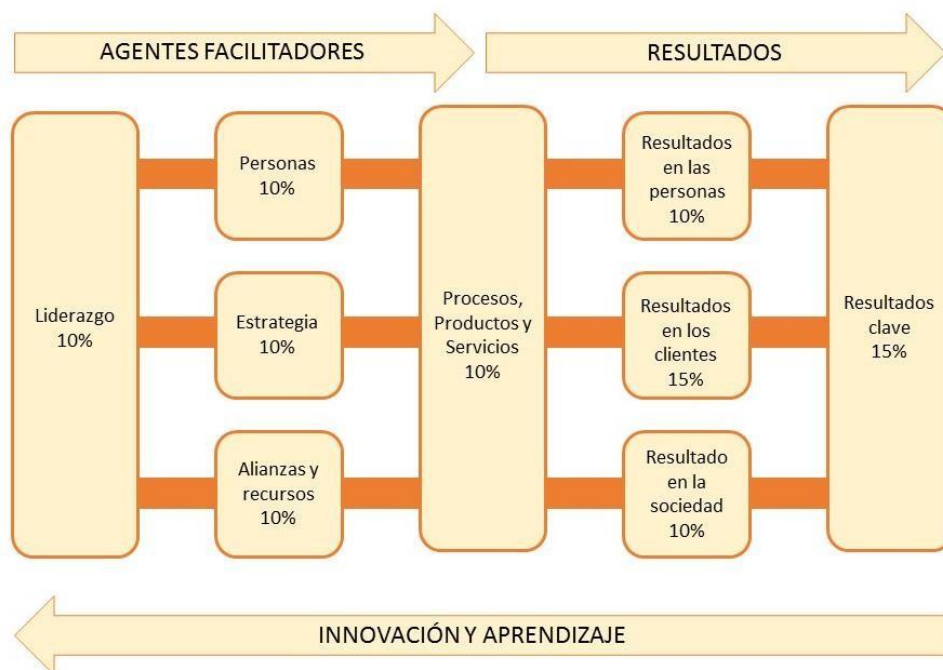 AGENTES FACILITADORES
RESULTADOS
Liderazgo
10%
Personas
10%
Estrategia
10%
Alianzas y
recursos
10%
Procesos,
Productos y
Servicios
10%
Resultados
en las
personas
10%
Resultados
en los
clientes
15%
Resultado
en la
sociedad
10%
Resultados
clave
15%
INNOVACIÓN Y APRENDIZAJE